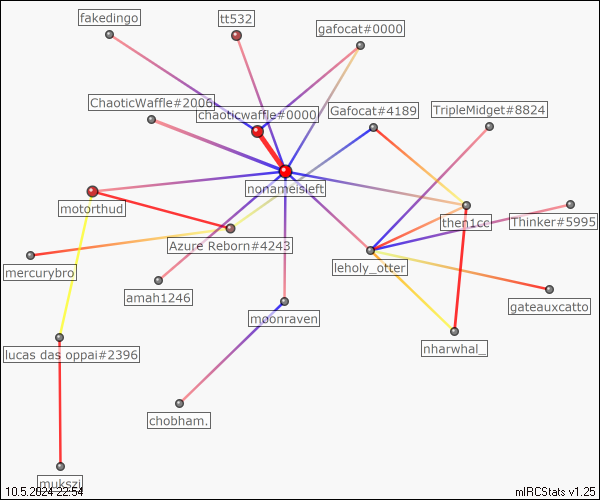 fakedingo
tt532
gafocat#0000
ChaoticWaffle#2006
chaoticwaffle#0000
Gafocat#4189
TripleMidget#8824
nonameisleft
motorthud
then1cc
Thinker#5995
Azure Reborn#4243
mercurybro
leholy_otter
amah1246
moonraven
gateauxcatto
lucas das oppai#2396
nharwhal_
chobham.
mukszi
10.5.2024 22:54
mIRCStats v1.25